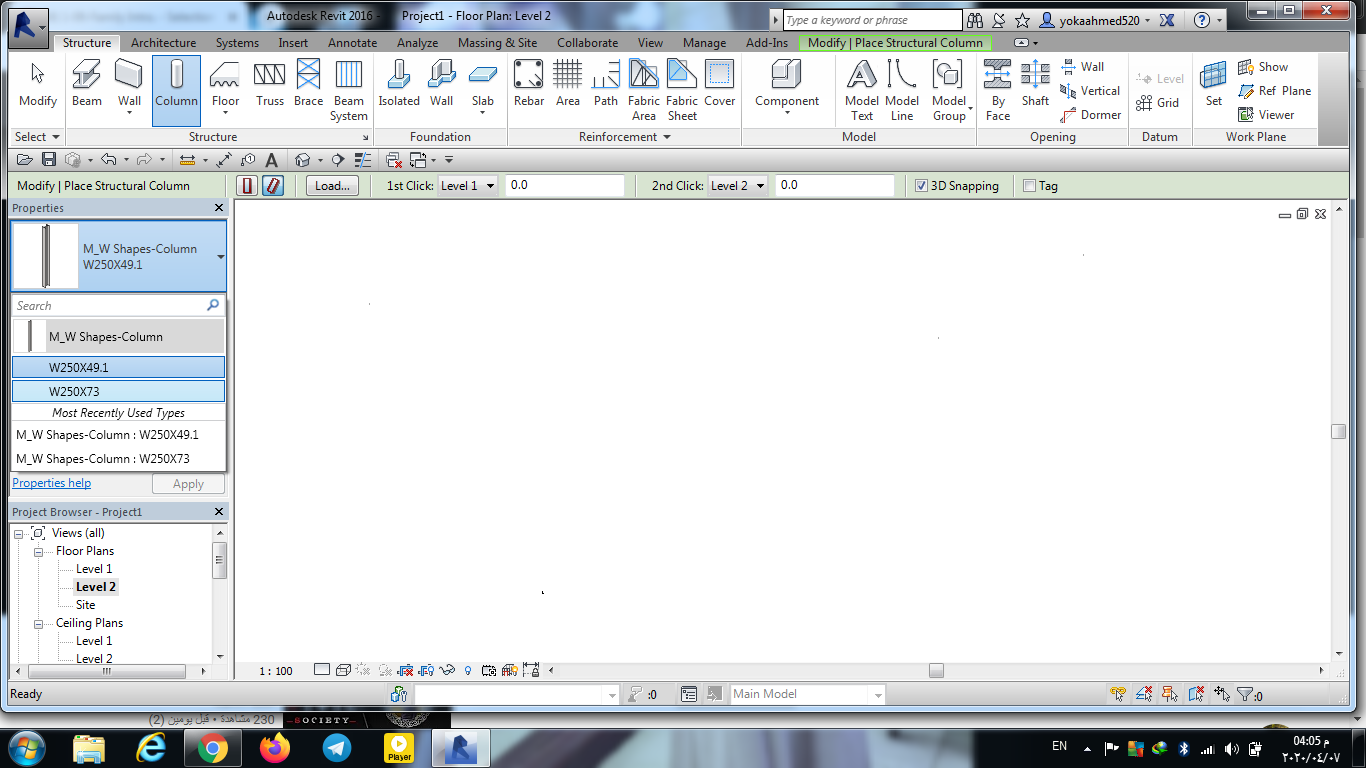 Autodesk Revit 2016 - Project1 - Floor Plan: Level 2
Type a keyword or phrase
yokaahmed520
Structure Architecture Systems Insert Annotate Analyze Massing & Site Collaborate View Manage Add-Ins Modify | Place Structural Column
Modify Beam Wall Column Floor Truss Brace Beam System Isolated Wall Slab Rebar Area Path Fabric Area Fabric Sheet Cover Component Model Text Model Line Model Group By Face Shaft Wall Vertical Dormer Level Grid Set Show Ref Plane Viewer
Select Structure Foundation Reinforcement Model Opening Datum Work Plane
Modify | Place Structural Column Load... 1st Click: Level 1 0.0 2nd Click: Level 2 0.0 3D Snapping Tag
Properties
M_W Shapes-Column
W250X49.1
Search
M_W Shapes-Column
W250X49.1
W250X73
Most Recently Used Types
M_W Shapes-Column : W250X49.1
M_W Shapes-Column : W250X73
Properties help Apply
Project Browser - Project1
Views (all)
Floor Plans
Level 1
Level 2
Site
Ceiling Plans
Level 1
Level 2
1 : 100
Ready :0 Main Model :0
230 مشاهدة • قبل يومين (2)
SOCIETY
Player
EN
04:05 م
٢٠٢٠/٠٤/٠٧